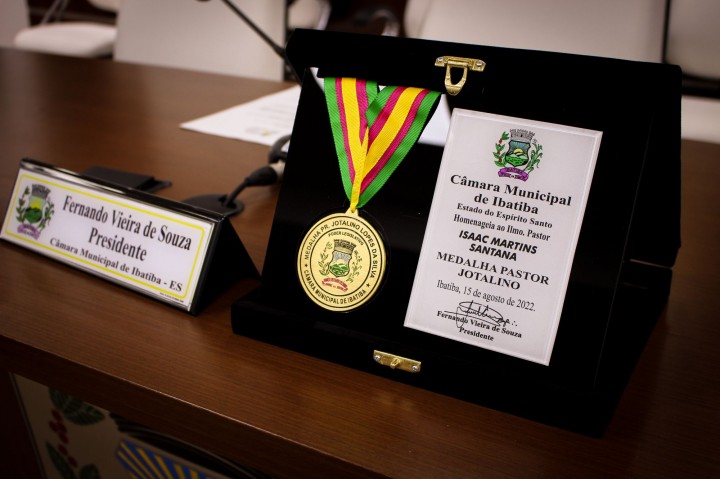 Fernando Vieira de Souza
Presidente
Câmara Municipal de Ibatiba - ES
MEDALHA PR. JOTALINO LOPES DA SILVA
PODER LEGISLATIVO
CÂMARA MUNICIPAL DE IBATIBA
Câmara Municipal
de Ibatiba
Estado do Espírito Santo
Homenageia ao Ilmo. Pastor
ISAAC MARTINS
SANTANA
MEDALHA PASTOR
JOTALINO
Ibatiba, 15 de agosto de 2022.
Fernando Vieira de Souza
Presidente